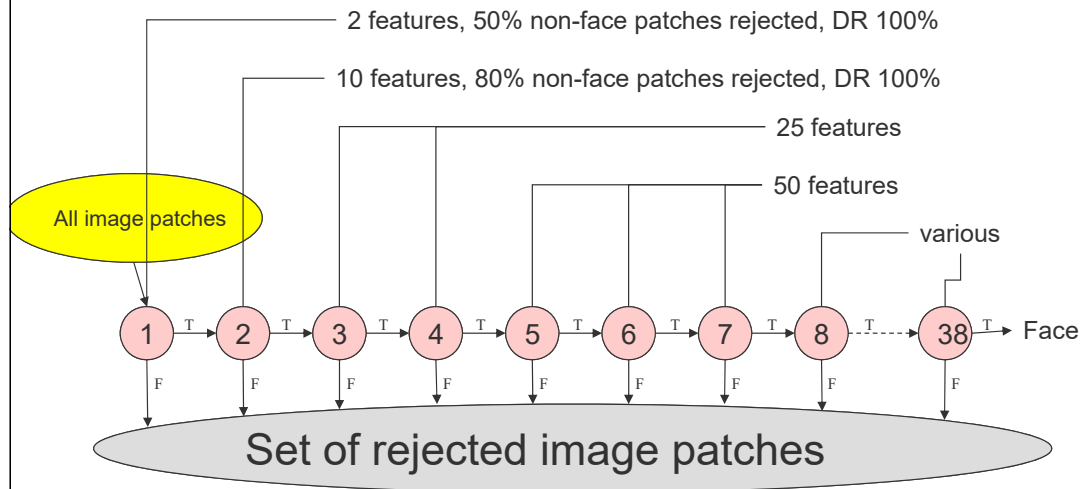 2 features, 50% non-face patches rejected, DR 100%
10 features, 80% non-face patches rejected, DR 100%
25 features
50 features
All image patches
various
1 T 2 T 3 T 4 T 5 T 6 T 7 T 8 T 38 T Face
F F F F F F F F F
Set of rejected image patches